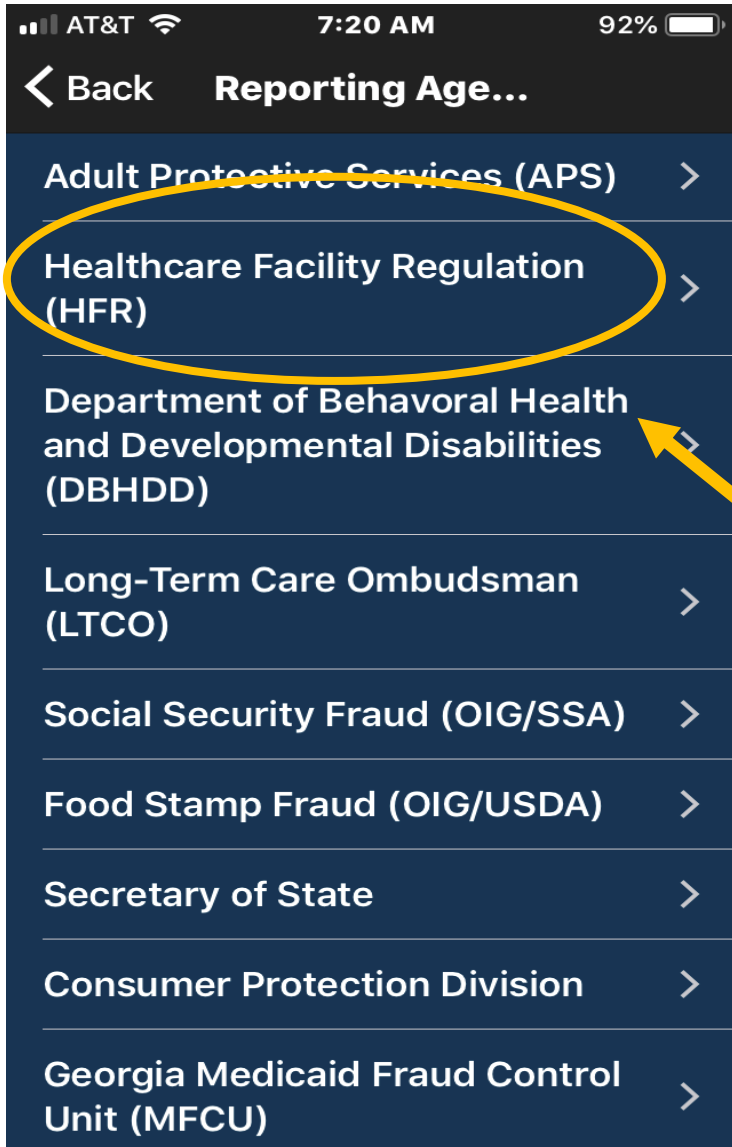 AT&T 7:20 AM 92%
Back Reporting Age...
Adult Protective Services (APS)
Healthcare Facility Regulation
(HFR)
Department of Behavoral Health
and Developmental Disabilities
(DBHDD)
Long-Term Care Ombudsman
(LTCO)
Social Security Fraud (OIG/SSA)
Food Stamp Fraud (OIG/USDA)
Secretary of State
Consumer Protection Division
Georgia Medicaid Fraud Control
Unit (MFCU)